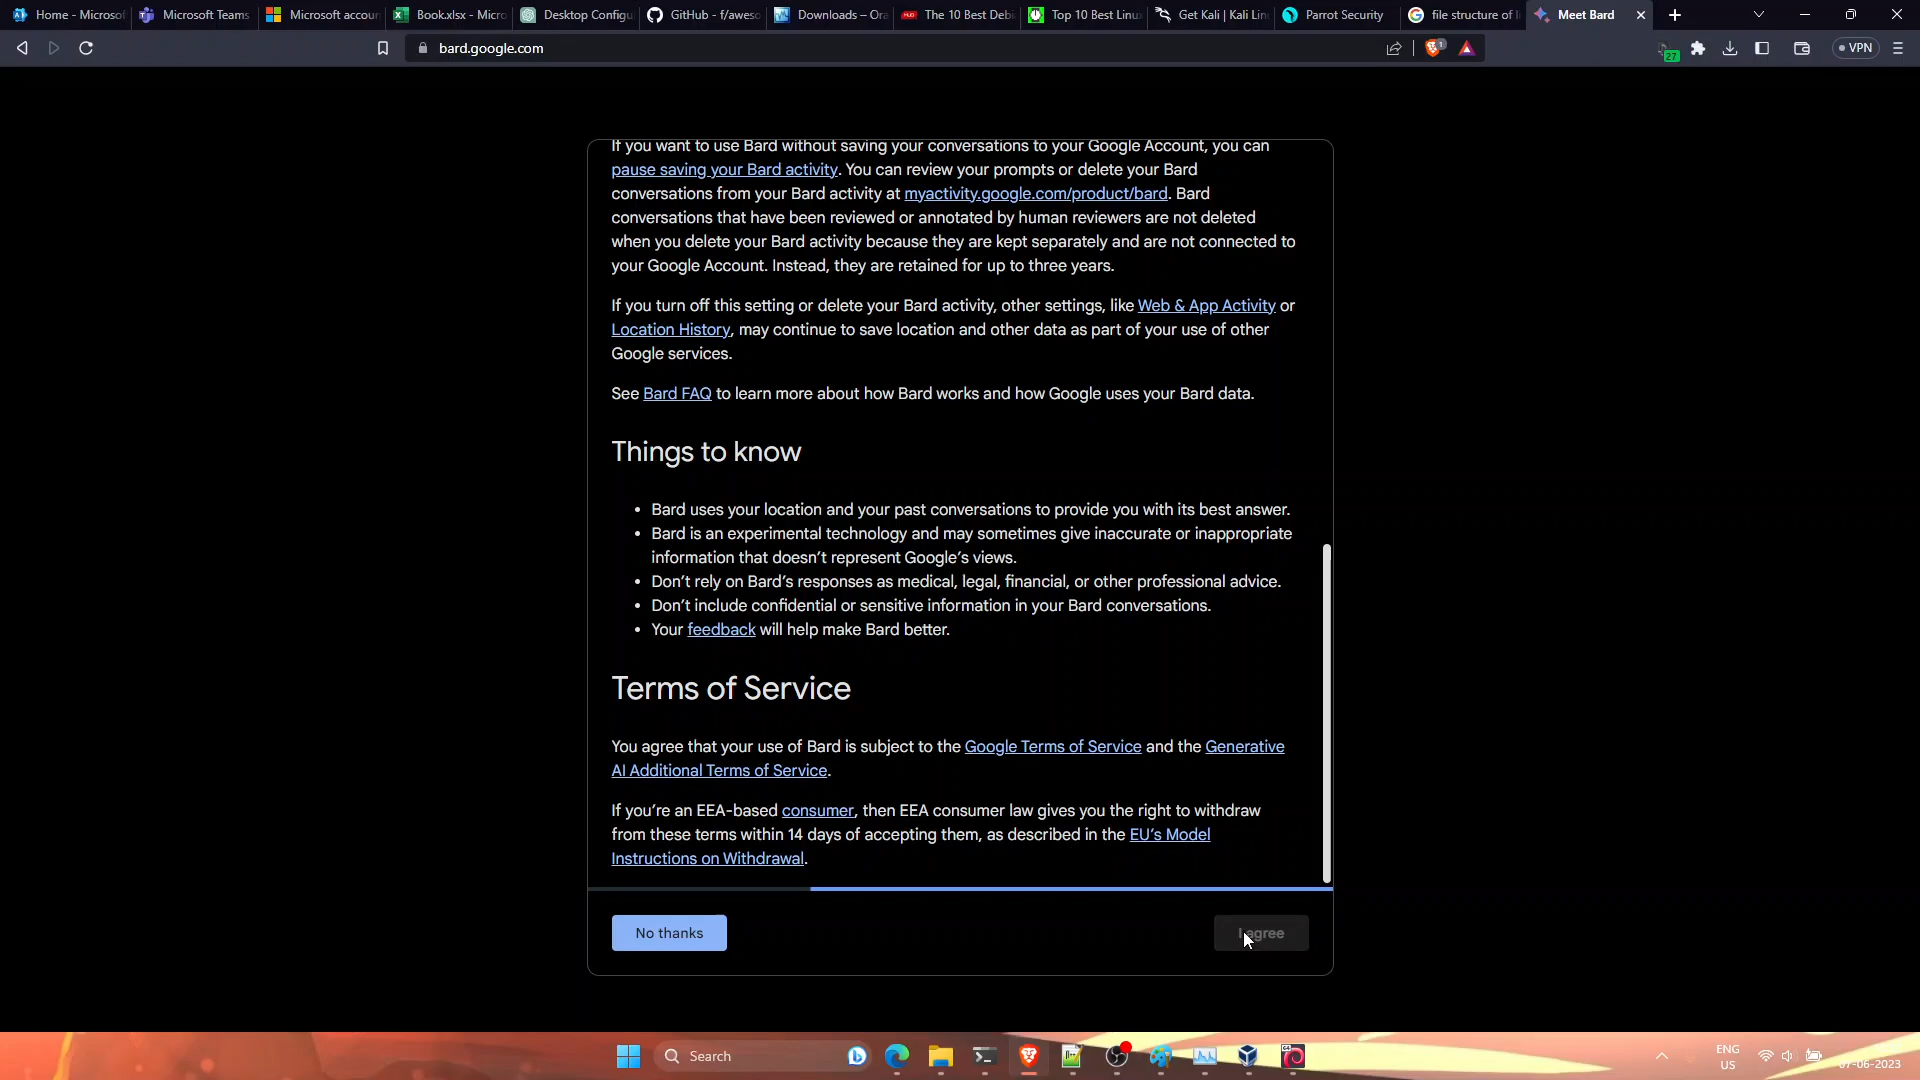 Home - Microsof
Microsoft Teams
Microsoft accoun
Book.xlsx - Micro
Desktop Configu
GitHub - f/aweso
Downloads – Ora
The 10 Best Debi
Top 10 Best Linu
Get Kali | Kali Lin
Parrot Security
file structure of l
Meet Bard
bard.google.com
1
27
VPN
If you want to use Bard without saving your conversations to your Google Account, you can
pause saving your Bard activity. You can review your prompts or delete your Bard
conversations from your Bard activity at myactivity.google.com/product/bard. Bard
conversations that have been reviewed or annotated by human reviewers are not deleted
when you delete your Bard activity because they are kept separately and are not connected to
your Google Account. Instead, they are retained for up to three years.
If you turn off this setting or delete your Bard activity, other settings, like Web & App Activity or
Location History, may continue to save location and other data as part of your use of other
Google services.
See Bard FAQ to learn more about how Bard works and how Google uses your Bard data.
Things to know
• Bard uses your location and your past conversations to provide you with its best answer.
• Bard is an experimental technology and may sometimes give inaccurate or inappropriate
information that doesn’t represent Google’s views.
• Don’t rely on Bard’s responses as medical, legal, financial, or other professional advice.
• Don’t include confidential or sensitive information in your Bard conversations.
• Your feedback will help make Bard better.
Terms of Service
You agree that your use of Bard is subject to the Google Terms of Service and the Generative
AI Additional Terms of Service.
If you’re an EEA-based consumer, then EEA consumer law gives you the right to withdraw
from these terms within 14 days of accepting them, as described in the EU’s Model
Instructions on Withdrawal.
No thanks
I agree
Search
ENG
US
07-06-2023